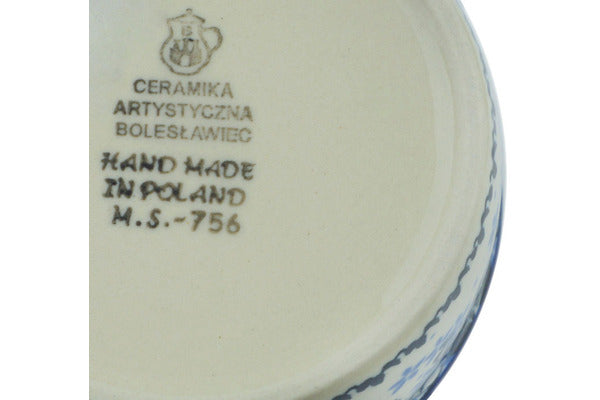 CERAMIKA
ARTYSTYCZNA
BOLESŁAWIEC
HAND MADE
IN POLAND
M.S.-756